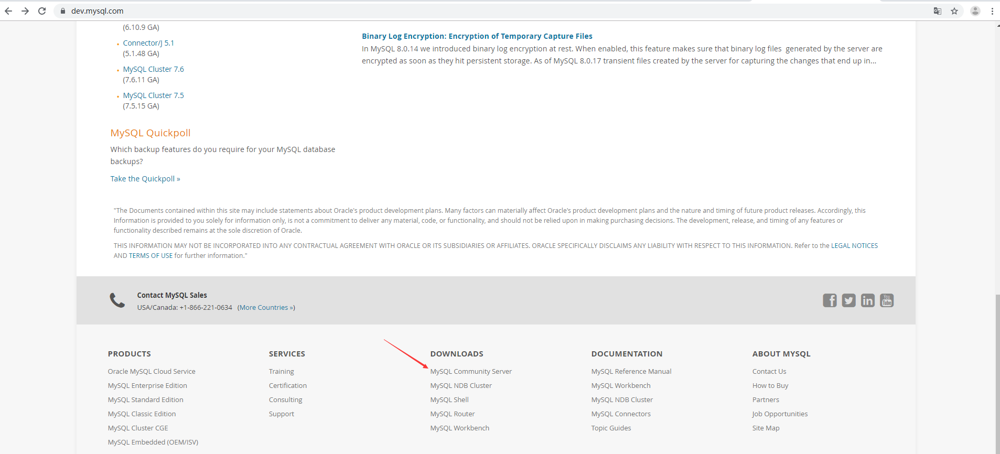 dev.mysql.com
(6.10.9 GA)
Connector/J 5.1
(5.1.48 GA)
MySQL Cluster 7.6
(7.6.11 GA)
MySQL Cluster 7.5
(7.5.15 GA)
MySQL Quickpoll
Which backup features do you require for your MySQL database
backups?
Take the Quickpoll »
Binary Log Encryption: Encryption of Temporary Capture Files
In MySQL 8.0.14 we introduced binary log encryption at rest. When enabled, this feature makes sure that binary log files generated by the server are
encrypted as soon as they hit persistent storage. As of MySQL 8.0.17 transient files created by the server for capturing the changes that end up in...
"The Documents contained within this site may include statements about Oracle's product development plans. Many factors can materially affect Oracle's product development plans and the nature and timing of future product releases. Accordingly, this
Information is provided to you solely for information only, is not a commitment to deliver any material, code, or functionality, and should not be relied upon in making purchasing decisions. The development, release, and timing of any features or
functionality described remains at the sole discretion of Oracle.
THIS INFORMATION MAY NOT BE INCORPORATED INTO ANY CONTRACTUAL AGREEMENT WITH ORACLE OR ITS SUBSIDIARIES OR AFFILIATES. ORACLE SPECIFICALLY DISCLAIMS ANY LIABILITY WITH RESPECT TO THIS INFORMATION. Refer to the LEGAL NOTICES
AND TERMS OF USE for further information."
Contact MySQL Sales
USA/Canada: +1-866-221-0634 (More Countries »)
You
Tube
PRODUCTS
Oracle MySQL Cloud Service
MySQL Enterprise Edition
MySQL Standard Edition
MySQL Classic Edition
MySQL Cluster CGE
MySQL Embedded (OEM/ISV)
SERVICES
Training
Certification
Consulting
Support
DOWNLOADS
MySQL Community Server
MySQL NDB Cluster
MySQL Shell
MySQL Router
MySQL Workbench
DOCUMENTATION
MySQL Reference Manual
MySQL Workbench
MySQL NDB Cluster
MySQL Connectors
Topic Guides
ABOUT MYSQL
Contact Us
How to Buy
Partners
Job Opportunities
Site Map